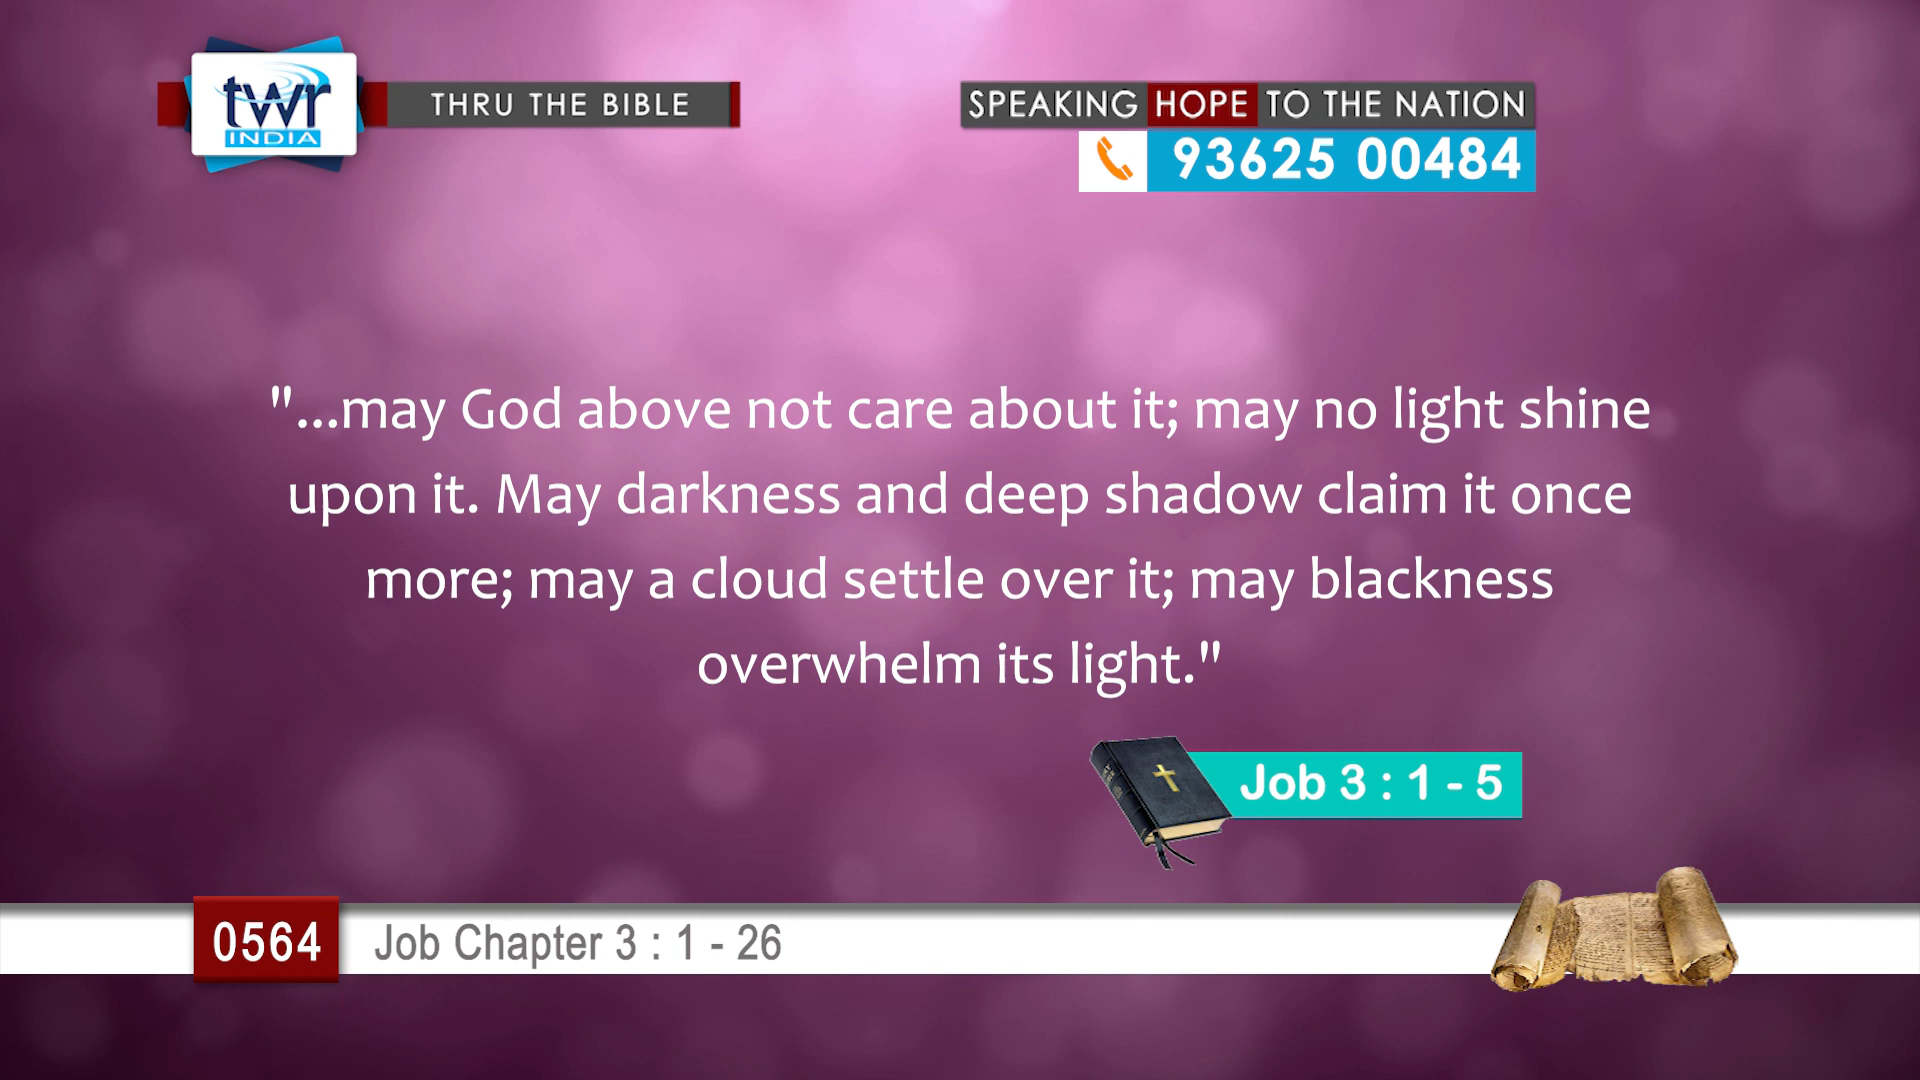 twr
INDIA
THRU THE BIBLE
SPEAKING HOPE TO THE NATION
93625 00484
"...may God above not care about it; may no light shine
upon it. May darkness and deep shadow claim it once
more; may a cloud settle over it; may blackness
overwhelm its light."
Job 3 : 1 - 5
0564 Job Chapter 3 : 1 - 26